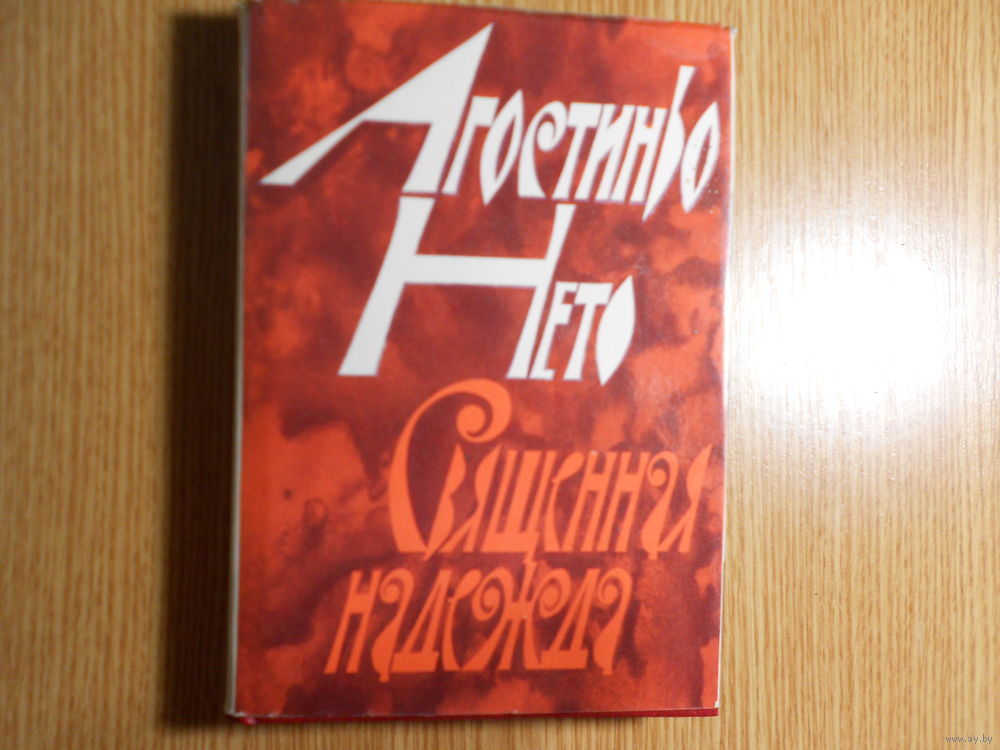 Агостиньо
Нето
Священная
надежда
www.ay.by